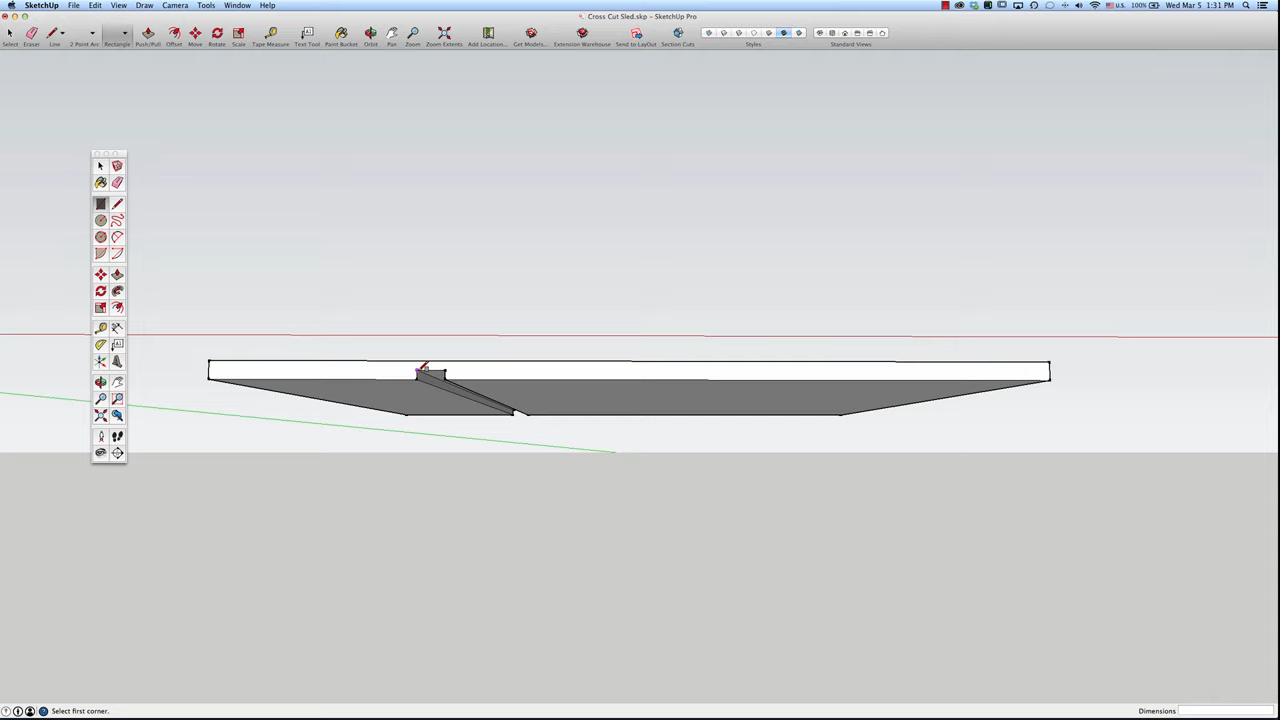 SketchUp File Edit View Draw Camera Tools Window Help
U.S. 100% Wed Mar 5 1:31 PM
Cross Cut Sled.skp - SketchUp Pro
Select Eraser Line 2 Point Arc Rectangle Push/Pull Offset Move Rotate Scale Tape Measure Text Tool Paint Bucket Orbit Pan Zoom Zoom Extents Add Location... Get Models... Extension Warehouse Send to LayOut Section Cuts Styles Standard Views
Select first corner.
Dimensions